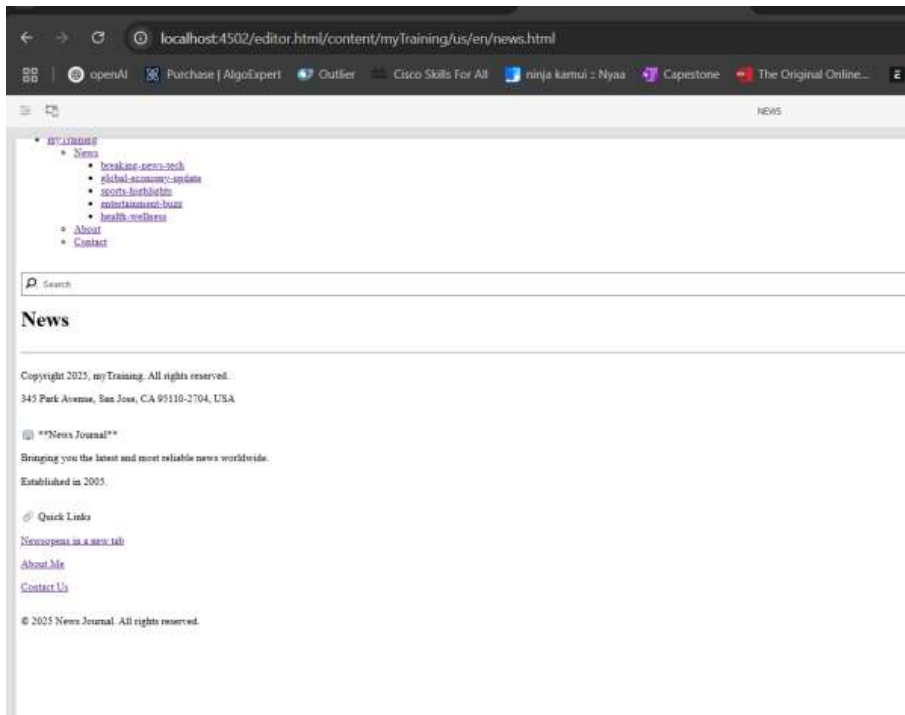 localhost:4502/editor.html/content/myTraining/us/en/news.html
openAI Purchase | AlgoExpert Outlier Cisco Skills For All ninja kamui :: Nyaa Capestone The Original Online... E
NEWS
myTraining
News
breaking-news-tech
global-economy-update
sports-highlights
entertainment-buzz
health-wellness
About
Contact
Search
News
Copyright 2025, myTraining. All rights reserved.
345 Park Avenue, San Jose, CA 95110-2704, USA
**News Journal**
Bringing you the latest and most reliable news worldwide.
Established in 2005.
Quick Links
Newsopens in a new tab
About Me
Contact Us
© 2025 News Journal. All rights reserved.